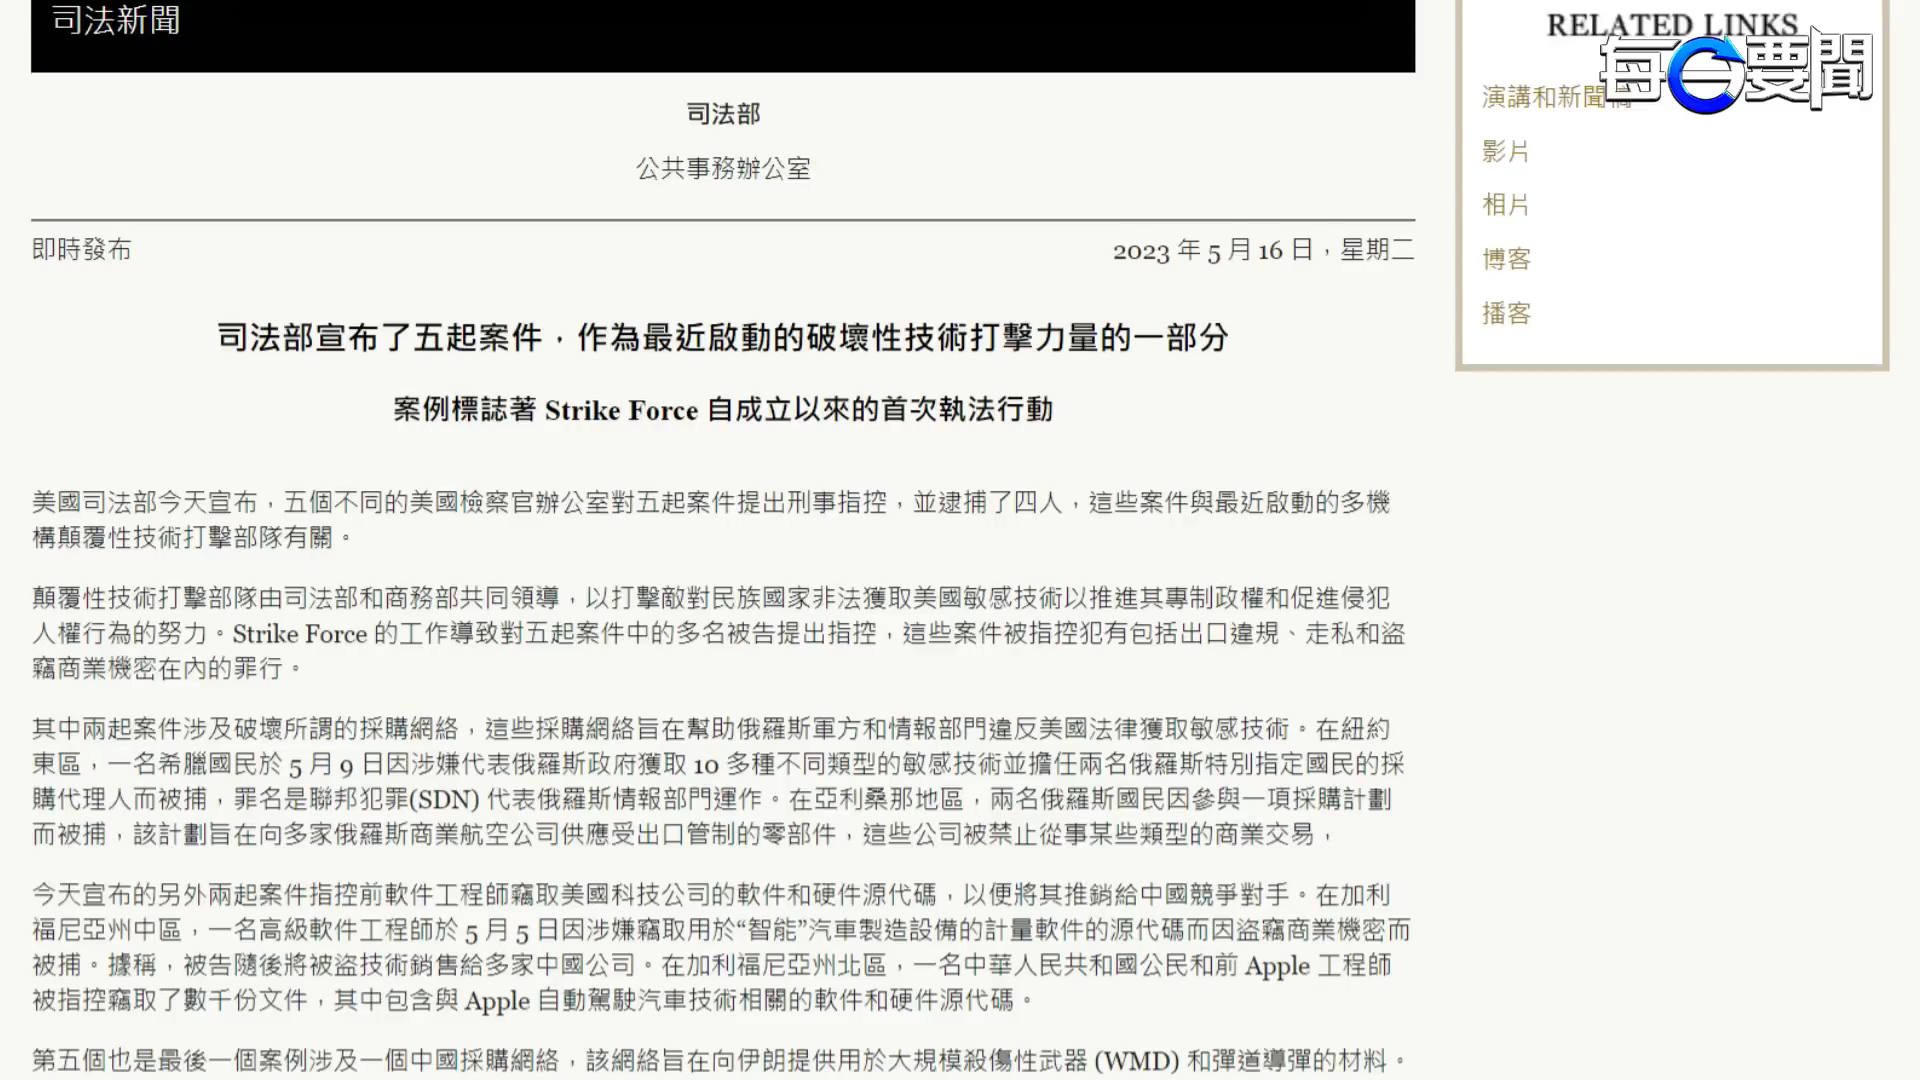 司法新聞
RELATED LINKS
每日要聞
演講和新聞稿
影片
相片
博客
播客
司法部
公共事務辦公室
即時發布
2023 年 5 月 16 日，星期二
司法部宣布了五起案件，作為最近啟動的破壞性技術打擊力量的一部分
案例標誌著 Strike Force 自成立以來的首次執法行動
美國司法部今天宣布，五個不同的美國檢察官辦公室對五起案件提出刑事指控，並逮捕了四人，這些案件與最近啟動的多機
構顛覆性技術打擊部隊有關。
顛覆性技術打擊部隊由司法部和商務部共同領導，以打擊敵對民族國家非法獲取美國敏感技術以推進其專制政權和促進侵犯
人權行為的努力。Strike Force 的工作導致對五起案件中的多名被告提出指控，這些案件被指控犯有包括出口違規、走私和盜
竊商業機密在內的罪行。
其中兩起案件涉及破壞所謂的採購網絡，這些採購網絡旨在幫助俄羅斯軍方和情報部門違反美國法律獲取敏感技術。在紐約
東區，一名希臘國民於 5 月 9 日因涉嫌代表俄羅斯政府獲取 10 多種不同類型的敏感技術並擔任兩名俄羅斯特別指定國民的採
購代理人而被捕，罪名是聯邦犯罪(SDN) 代表俄羅斯情報部門運作。在亞利桑那地區，兩名俄羅斯國民因參與一項採購計劃
而被捕，該計劃旨在向多家俄羅斯商業航空公司供應受出口管制的零部件，這些公司被禁止從事某些類型的商業交易，
今天宣布的另外兩起案件指控前軟件工程師竊取美國科技公司的軟件和硬件源代碼，以便將其推銷給中國競爭對手。在加利
福尼亞州中區，一名高級軟件工程師於 5 月 5 日因涉嫌竊取用於“智能”汽車製造設備的計量軟件的源代碼而因盜竊商業機密而
被捕。據稱，被告隨後將被盜技術銷售給多家中國公司。在加利福尼亞州北區，一名中華人民共和國公民和前 Apple 工程師
被指控竊取了數千份文件，其中包含與 Apple 自動駕駛汽車技術相關的軟件和硬件源代碼。
第五個也是最後一個案例涉及一個中國採購網絡，該網絡旨在向伊朗提供用於大規模殺傷性武器 (WMD) 和彈道導彈的材料。